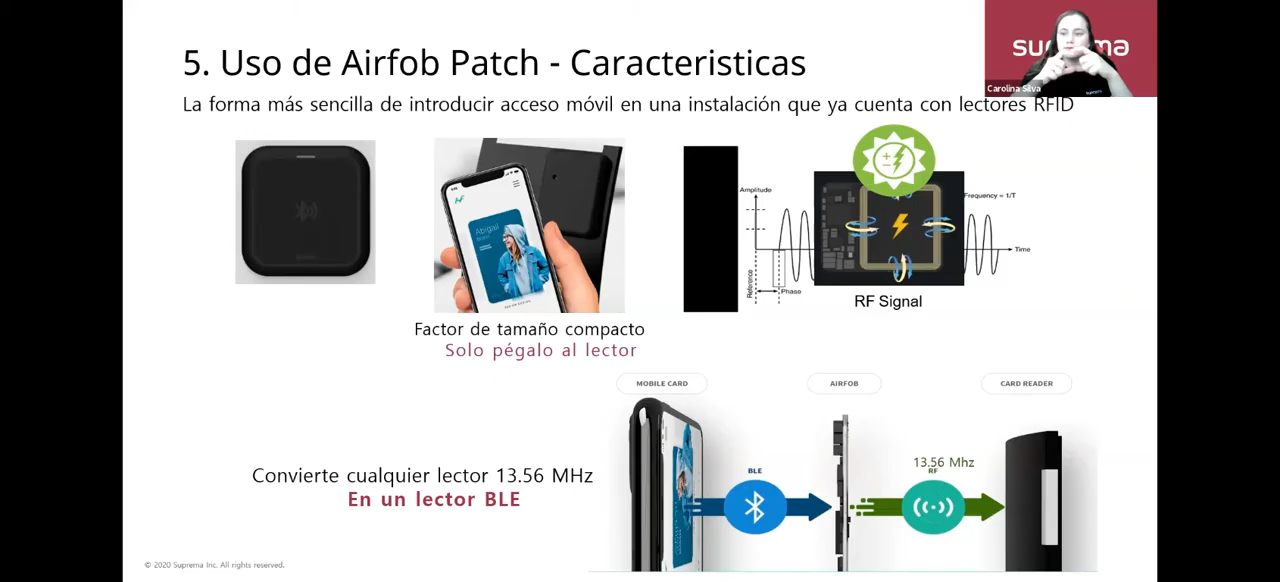 5. Uso de Airfob Patch - Caracteristicas
suprema
Carolina Silva
La forma más sencilla de introducir acceso móvil en una instalación que ya cuenta con lectores RFID
Abigail
Amplitude
Frequency = 1/T
Time
Reference
Phaso
RF Signal
Factor de tamaño compacto
Solo pégalo al lector
MOBILE CARD
AIRFOB
CARD READER
Convierte cualquier lector 13.56 MHz
En un lector BLE
BLE
13.56 Mhz
RF
© 2020 Suprema Inc. All rights reserved.